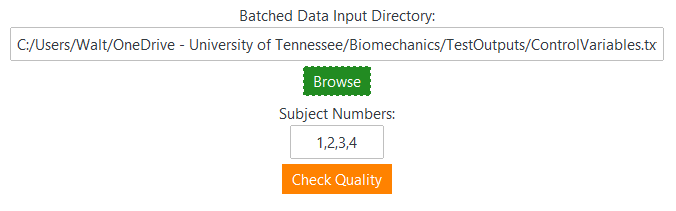 Batched Data Input Directory:
C:/Users/Walt/OneDrive - University of Tennessee/Biomechanics/TestOutputs/ControlVariables.tx
Browse
Subject Numbers:
1,2,3,4
Check Quality